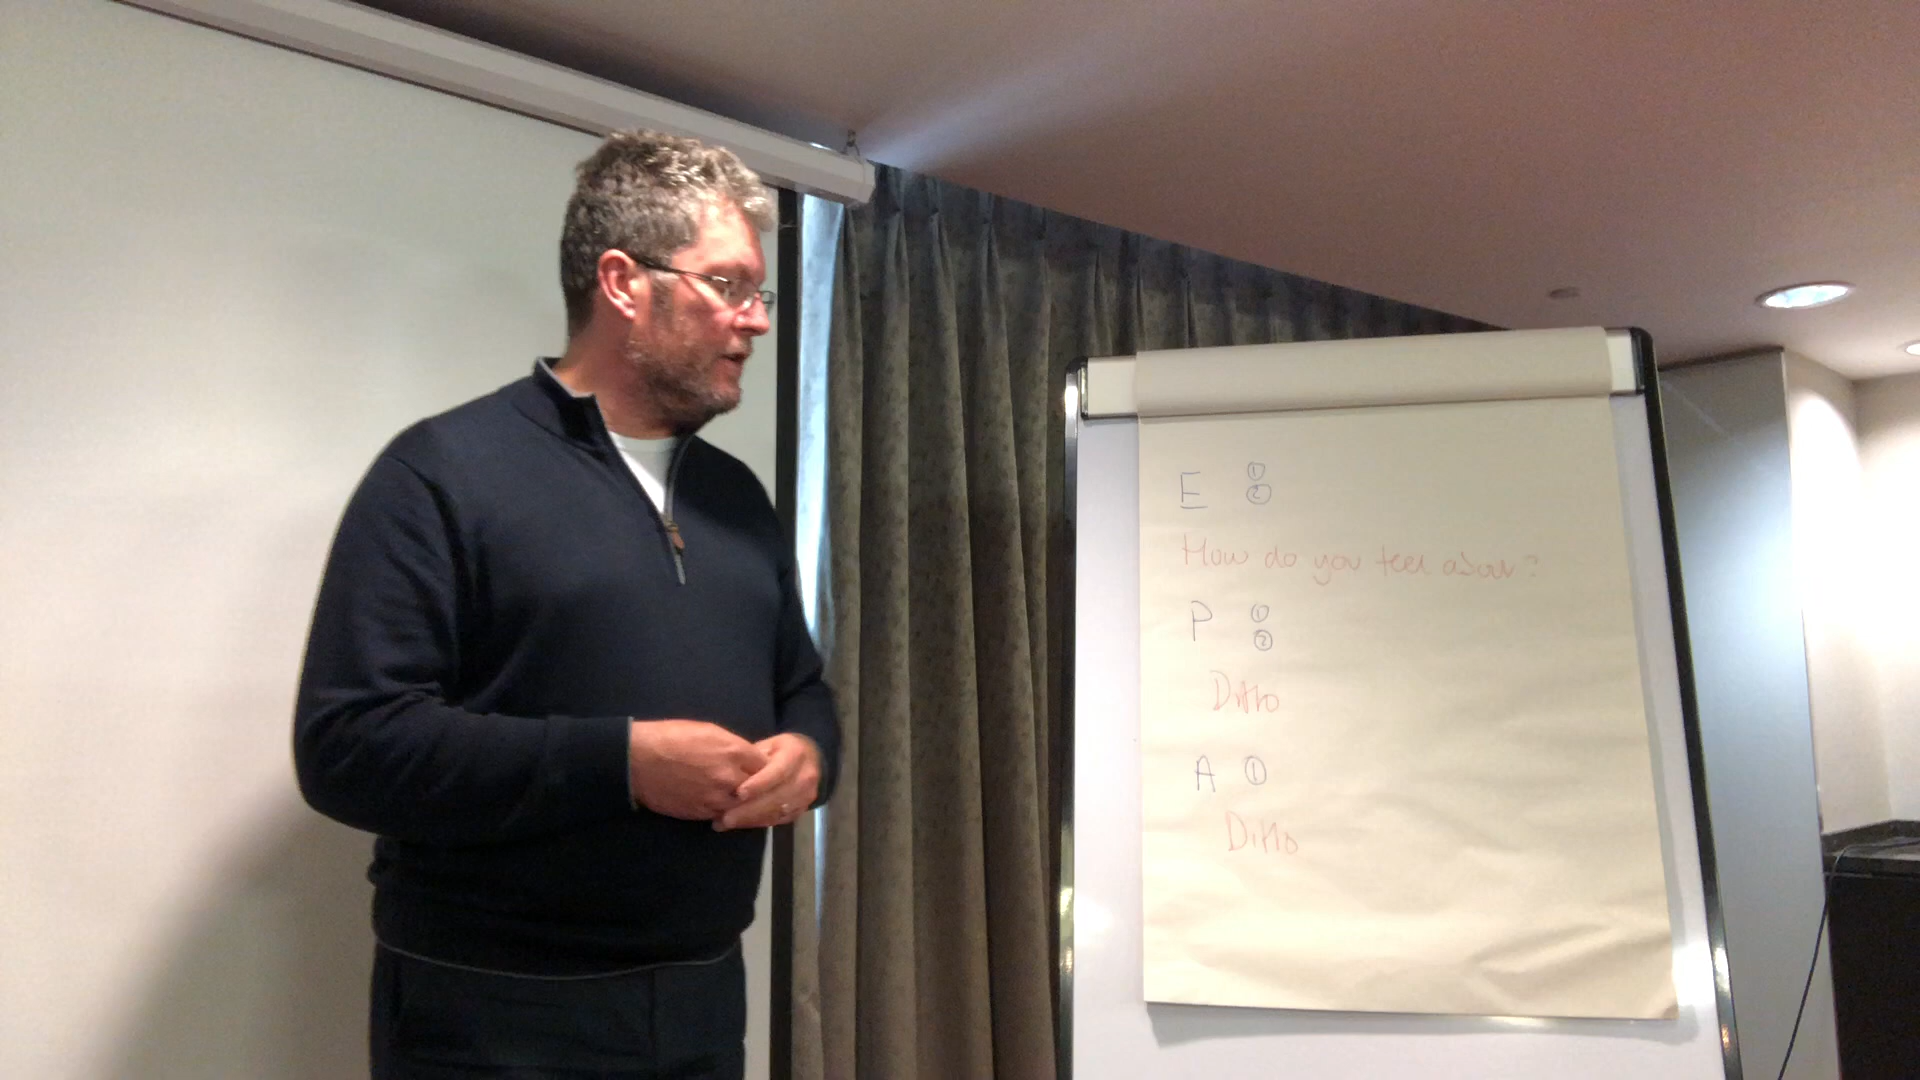 E ①
②
How do you feel about?
P ①
②
Ditto
A ①
Ditto